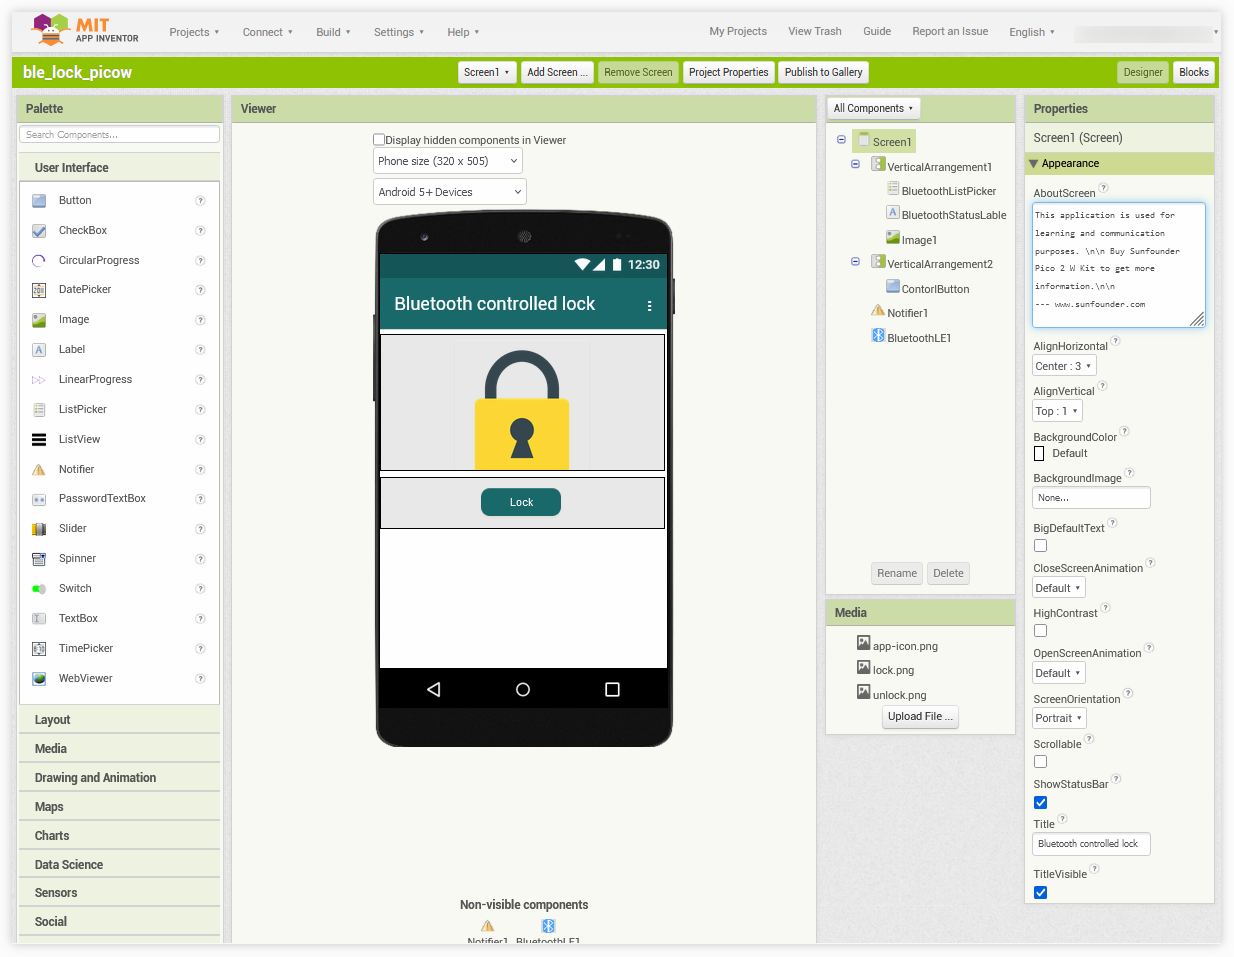 MIT
APP INVENTOR
Projects
Connect
Build
Settings
Help
My Projects
View Trash
Guide
Report an Issue
English
ble_lock_picow
Screen1
Add Screen ...
Remove Screen
Project Properties
Publish to Gallery
Designer
Blocks
Palette
Search Components...
User Interface
Button
CheckBox
CircularProgress
DatePicker
Image
Label
LinearProgress
ListPicker
ListView
Notifier
PasswordTextBox
Slider
Spinner
Switch
TextBox
TimePicker
WebViewer
Layout
Media
Drawing and Animation
Maps
Charts
Data Science
Sensors
Social
Viewer
Display hidden components in Viewer
Phone size (320 x 505)
Android 5+ Devices
12:30
Bluetooth controlled lock
Lock
Non-visible components
Notifier1 BluetoothLE1
All Components
Screen1
VerticalArrangement1
BluetoothListPicker
BluetoothStatusLable
Image1
VerticalArrangement2
ContorlButton
Notifier1
BluetoothLE1
Rename
Delete
Media
app-icon.png
lock.png
unlock.png
Upload File ...
Properties
Screen1 (Screen)
Appearance
AboutScreen ?
This application is used for
learning and communication
purposes. \n\n Buy Sunfounder
Pico 2 W Kit to get more
information.\n\n
--- www.sunfounder.com
AlignHorizontal ?
Center : 3
AlignVertical ?
Top : 1
BackgroundColor ?
Default
BackgroundImage ?
None...
BigDefaultText ?
CloseScreenAnimation ?
Default
HighContrast ?
OpenScreenAnimation ?
Default
ScreenOrientation ?
Portrait
Scrollable ?
ShowStatusBar ?
Title ?
Bluetooth controlled lock
TitleVisible ?